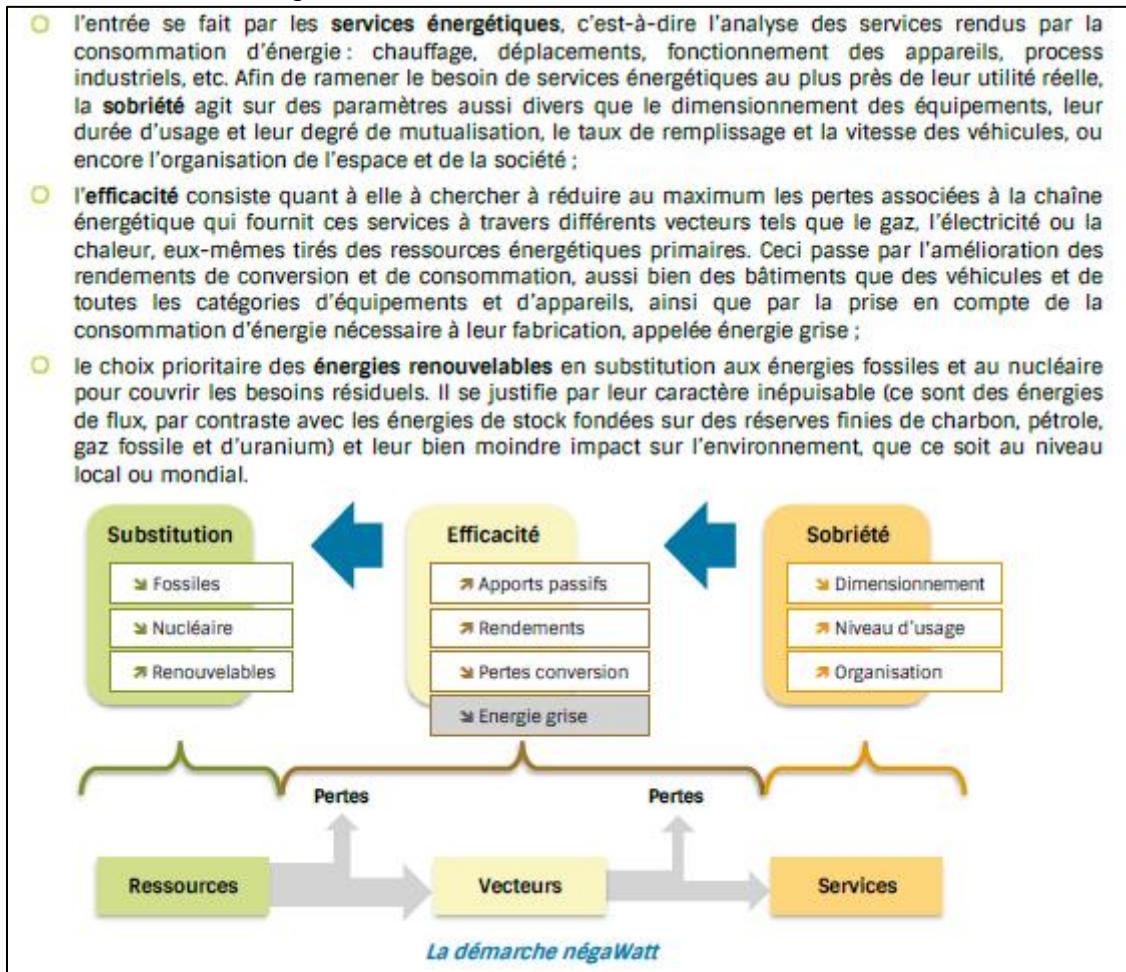 l'entrée se fait par les services énergétiques, c'est-à-dire l'analyse des services rendus par la
consommation d'énergie : chauffage, déplacements, fonctionnement des appareils, process
industriels, etc. Afin de ramener le besoin de services énergétiques au plus près de leur utilité réelle,
la sobriété agit sur des paramètres aussi divers que le dimensionnement des équipements, leur
durée d'usage et leur degré de mutualisation, le taux de remplissage et la vitesse des véhicules, ou
encore l'organisation de l'espace et de la société ;
l'efficacité consiste quant à elle à chercher à réduire au maximum les pertes associées à la chaîne
énergétique qui fournit ces services à travers différents vecteurs tels que le gaz, l'électricité ou la
chaleur, eux-mêmes tirés des ressources énergétiques primaires. Ceci passe par l'amélioration des
rendements de conversion et de consommation, aussi bien des bâtiments que des véhicules et de
toutes les catégories d'équipements et d'appareils, ainsi que par la prise en compte de la
consommation d'énergie nécessaire à leur fabrication, appelée énergie grise ;
le choix prioritaire des énergies renouvelables en substitution aux énergies fossiles et au nucléaire
pour couvrir les besoins résiduels. Il se justifie par leur caractère inépuisable (ce sont des énergies
de flux, par contraste avec les énergies de stock fondées sur des réserves finies de charbon, pétrole,
gaz fossile et d'uranium) et leur bien moindre impact sur l'environnement, que ce soit au niveau
local ou mondial.
Substitution
↘ Fossiles
↘ Nucléaire
↗ Renouvelables
Efficacité
↗ Apports passifs
↗ Rendements
↘ Pertes conversion
↘ Energie grise
Sobriété
↘ Dimensionnement
↗ Niveau d'usage
↗ Organisation
Pertes
Pertes
Ressources
Vecteurs
Services
La démarche négaWatt